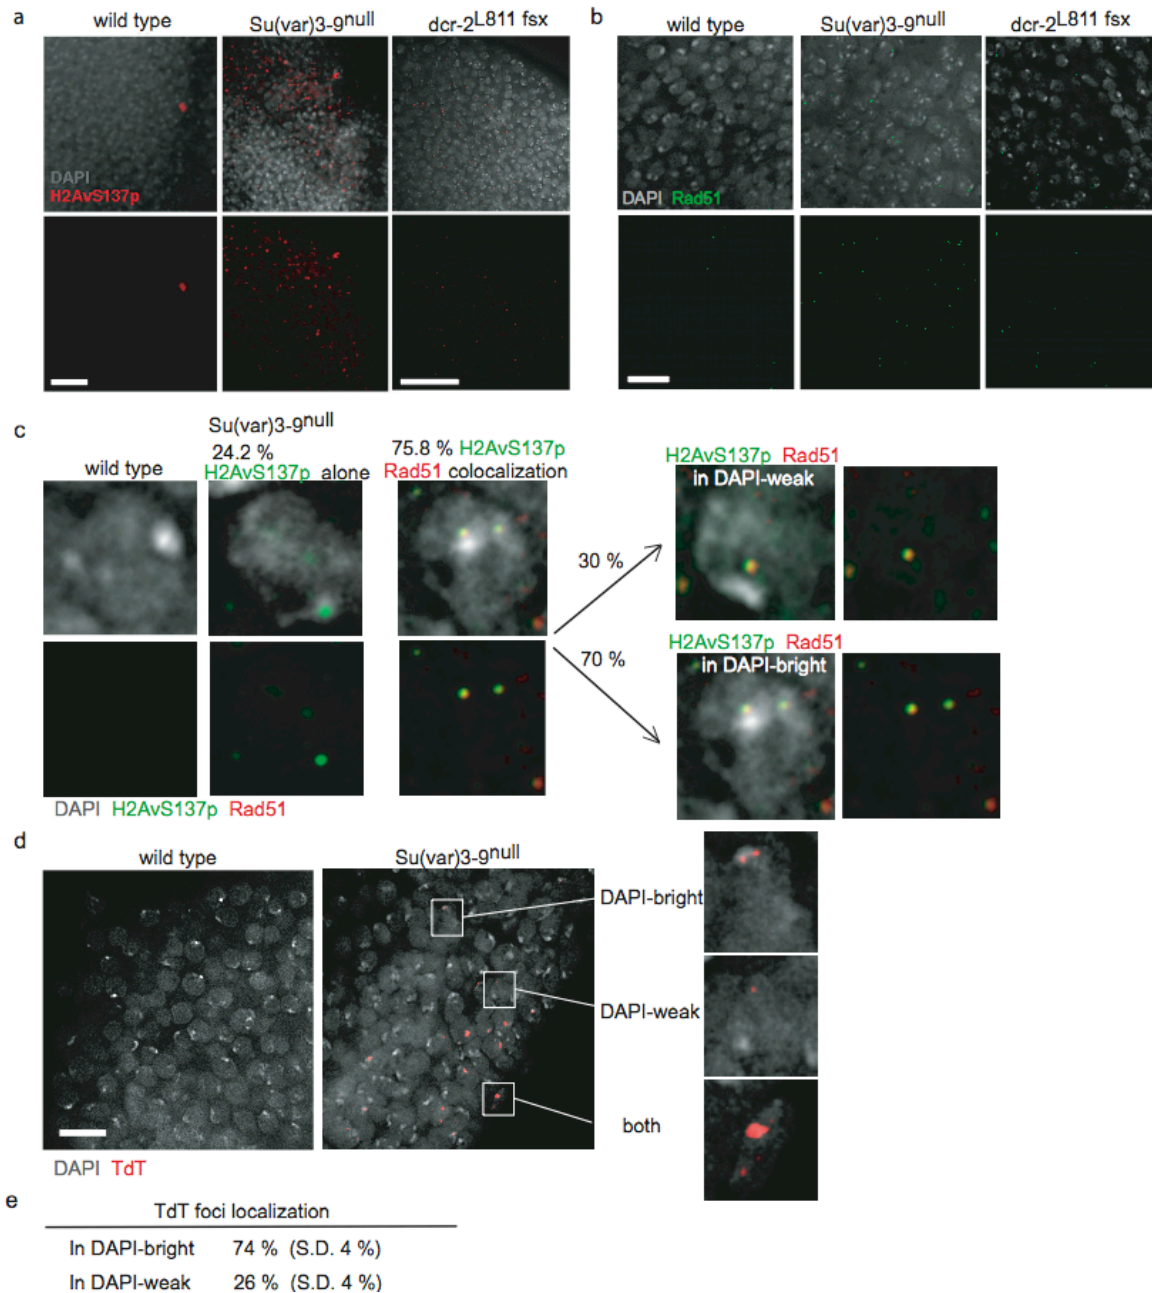 a
wild type Su(var)3-9null dcr-2L811 fsx
DAPI
H2AvS137p
b
wild type Su(var)3-9null dcr-2L811 fsx
DAPI Rad51
c
wild type
Su(var)3-9null
24.2 %
H2AvS137p alone
75.8 % H2AvS137p
Rad51 colocalization
30 %
70 %
H2AvS137p Rad51
in DAPI-weak
H2AvS137p Rad51
in DAPI-bright
DAPI H2AvS137p Rad51
d
wild type Su(var)3-9null
DAPI-bright
DAPI-weak
both
DAPI TdT
e
TdT foci localization
In DAPI-bright 74 % (S.D. 4 %)
In DAPI-weak 26 % (S.D. 4 %)